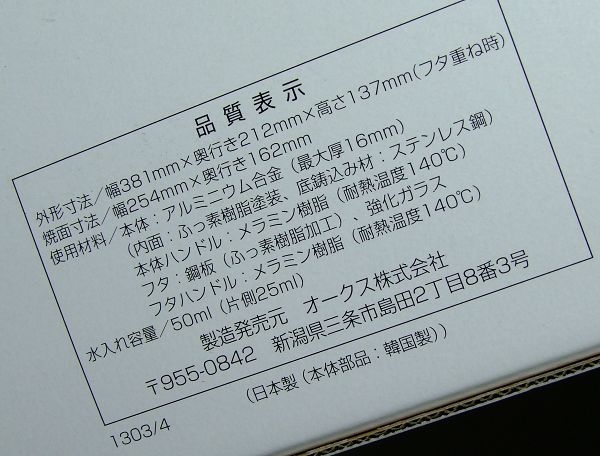 品質表示
外形寸法／幅381mm×奥行き212mm×高さ137mm(フタ重ね時)
焼面寸法／幅254mm×奥行き162mm
使用材料／本体：アルミニウム合金（最大厚16mm）
（内面：ふっ素樹脂塗装、底鋳込み材：ステンレス鋼）
本体ハンドル：メラミン樹脂（耐熱温度140℃）
フタ：鋼板（ふっ素樹脂加工）、強化ガラス
フタハンドル：メラミン樹脂（耐熱温度140℃）
水入れ容量／50ml（片側25ml）
製造発売元　オークス株式会社
〒955-0842　新潟県三条市島田2丁目8番3号
（日本製（本体部品：韓国製））
1303/4